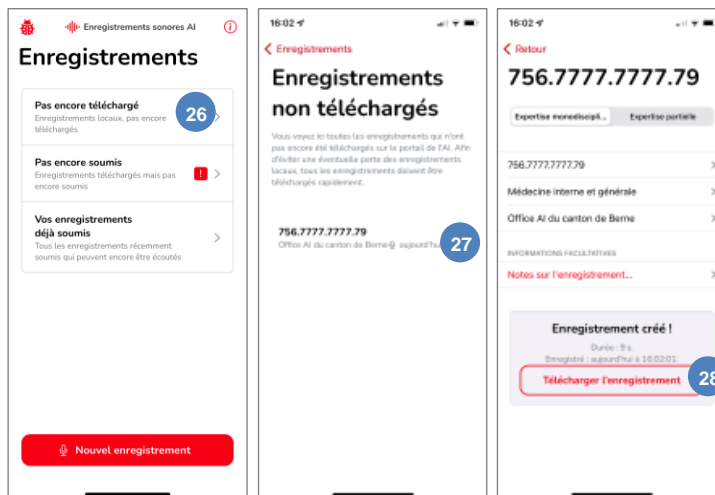 Enregistrements sonores AI
Enregistrements
Pas encore téléchargé
Enregistrements locaux, pas encore
téléchargés
26
Pas encore soumis
Enregistrements téléchargés mais pas
encore soumis
!
Vos enregistrements
déjà soumis
Tous les enregistrements récemment
soumis qui peuvent encore être écoutés
Nouvel enregistrement
16:02
Enregistrements
Enregistrements
non téléchargés
Vous voyez ici toutes les enregistrements qui n'ont
pas encore été téléchargés sur le portail de l'AI. Afin
d'éviter une éventuelle perte des enregistrements
locaux, tous les enregistrements doivent être
téléchargés rapidement.
756.7777.7777.79
Office AI du canton de Berne aujourd'hu
27
16:02
Retour
756.7777.7777.79
Expertise monodiscipli... Expertise partielle
756.7777.7777.79
Médecine interne et générale
Office AI du canton de Berne
INFORMATIONS FACULTATIVES
Notes sur l'enregistrement...
Enregistrement créé !
Durée : 9 s.
Enregistré : aujourd'hui à 16:02:01.
Télécharger l'enregistrement
28